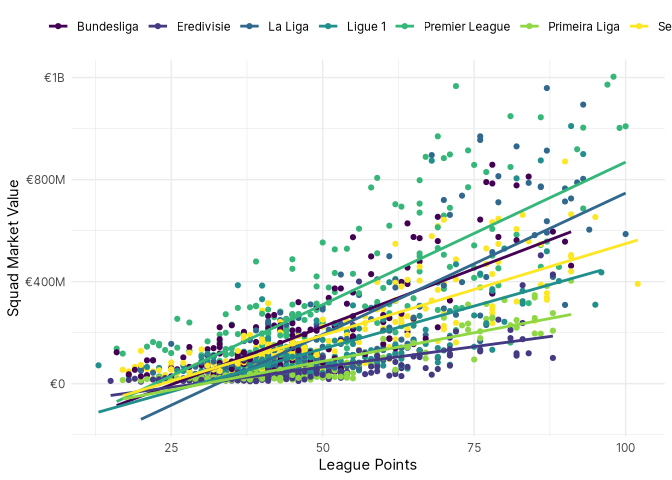 Bundesliga Eredivisie La Liga Ligue 1 Premier League Primeira Liga Se
€1B
€800M
€400M
€0
Squad Market Value
25 50 75 100
League Points